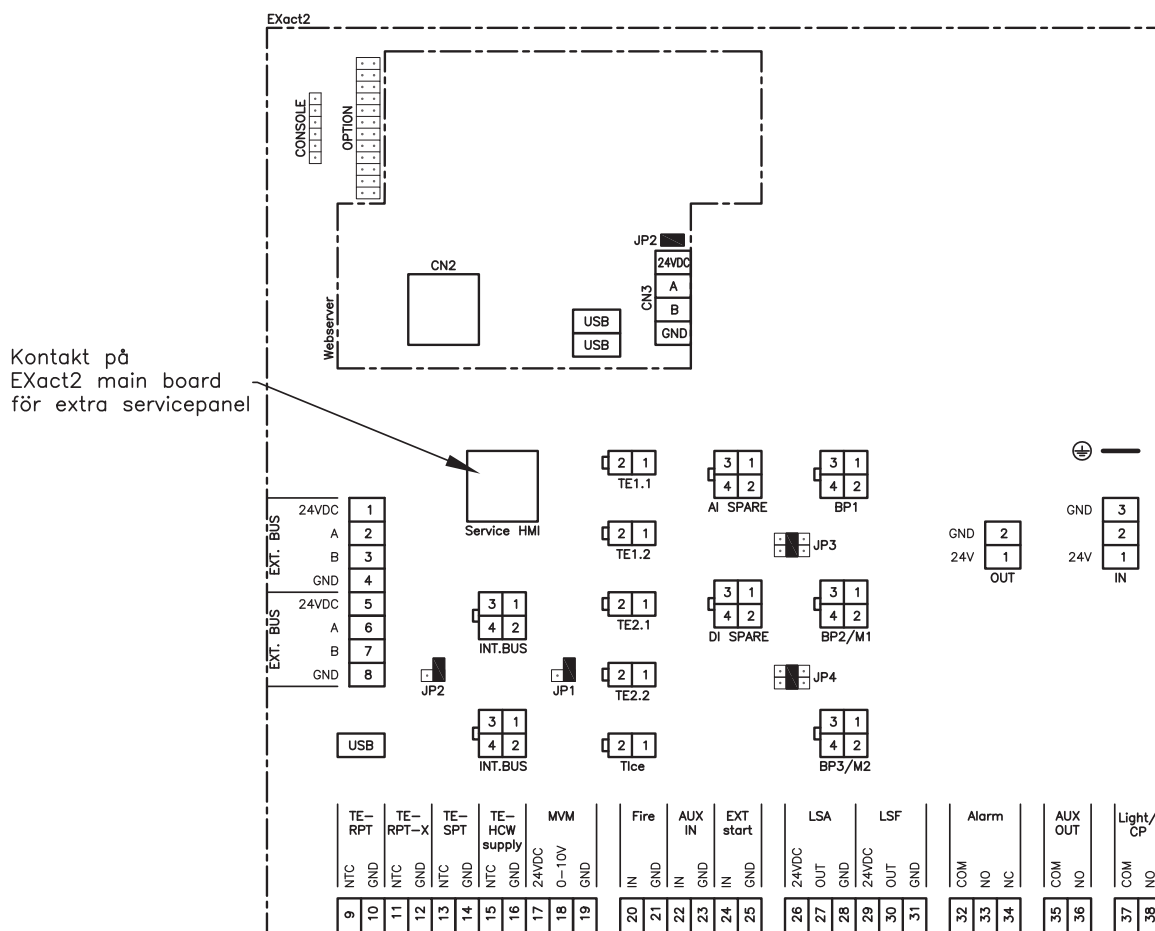 EXact2
CONSOLE
OPTION
JP2
24VDC
A
B
GND
CN3
CN2
USB
USB
Webserver
Kontakt på
EXact2 main board
för extra servicepanel
Service HMI
2 1
TE1.1
3 1
4 2
AI SPARE
3 1
4 2
BP1
2 1
TE1.2
JP3
GND 2
24V 1
OUT
GND 3
2
24V 1
IN
EXT. BUS
24VDC 1
A 2
B 3
GND 4
EXT. BUS
24VDC 5
A 6
B 7
GND 8
3 1
4 2
INT.BUS
2 1
TE2.1
3 1
4 2
DI SPARE
3 1
4 2
BP2/M1
JP2
JP1
2 1
TE2.2
JP4
USB
3 1
4 2
INT.BUS
2 1
TIce
3 1
4 2
BP3/M2
TE-
RPT
TE-
RPT-X
TE-
SPT
TE-
HCW
supply
MVM
Fire
AUX
IN
EXT
start
LSA
LSF
Alarm
AUX
OUT
Light/
CP
NTC
GND
NTC
GND
NTC
GND
NTC
GND
24VDC
0-10V
GND
IN
GND
IN
GND
IN
GND
24VDC
OUT
GND
24VDC
OUT
GND
COM
NO
NC
COM
NO
COM
NO
9
10
11
12
13
14
15
16
17
18
19
20
21
22
23
24
25
26
27
28
29
30
31
32
33
34
35
36
37
38